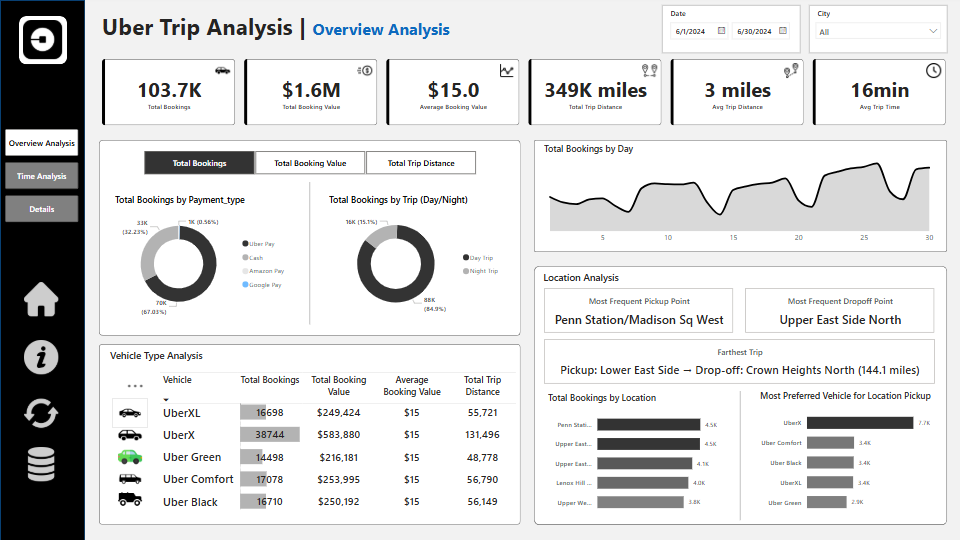 Uber Trip Analysis | Overview Analysis
Date
6/1/2024
6/30/2024
City
All
103.7K
Total Bookings
$1.6M
Total Booking Value
$15.0
Average Booking Value
349K miles
Total Trip Distance
3 miles
Avg Trip Distance
16min
Avg Trip Time
Overview Analysis
Time Analysis
Details
Total Bookings
Total Booking Value
Total Trip Distance
Total Bookings by Payment_type
33K
(32.23%)
1K (0.56%)
70K
(67.03%)
Uber Pay
Cash
Amazon Pay
Google Pay
Total Bookings by Trip (Day/Night)
16K (15.1%)
88K
(84.9%)
Day Trip
Night Trip
Total Bookings by Day
5 10 15 20 25 30
Vehicle Type Analysis
Vehicle Total Bookings Total Booking Value Average Booking Value Total Trip Distance
UberXL 16698 $249,424 $15 55,721
UberX 38744 $583,880 $15 131,496
Uber Green 14498 $216,181 $15 48,778
Uber Comfort 17078 $253,995 $15 56,790
Uber Black 16710 $250,192 $15 56,149
Location Analysis
Most Frequent Pickup Point
Penn Station/Madison Sq West
Most Frequent Dropoff Point
Upper East Side North
Farthest Trip
Pickup: Lower East Side → Drop-off: Crown Heights North (144.1 miles)
Total Bookings by Location
Penn Stati... 4.5K
Upper East... 4.5K
Upper East... 4.1K
Lenox Hill ... 4.0K
Upper We... 3.8K
Most Preferred Vehicle for Location Pickup
UberX 7.7K
Uber Comfort 3.4K
Uber Black 3.4K
UberXL 3.4K
Uber Green 2.9K